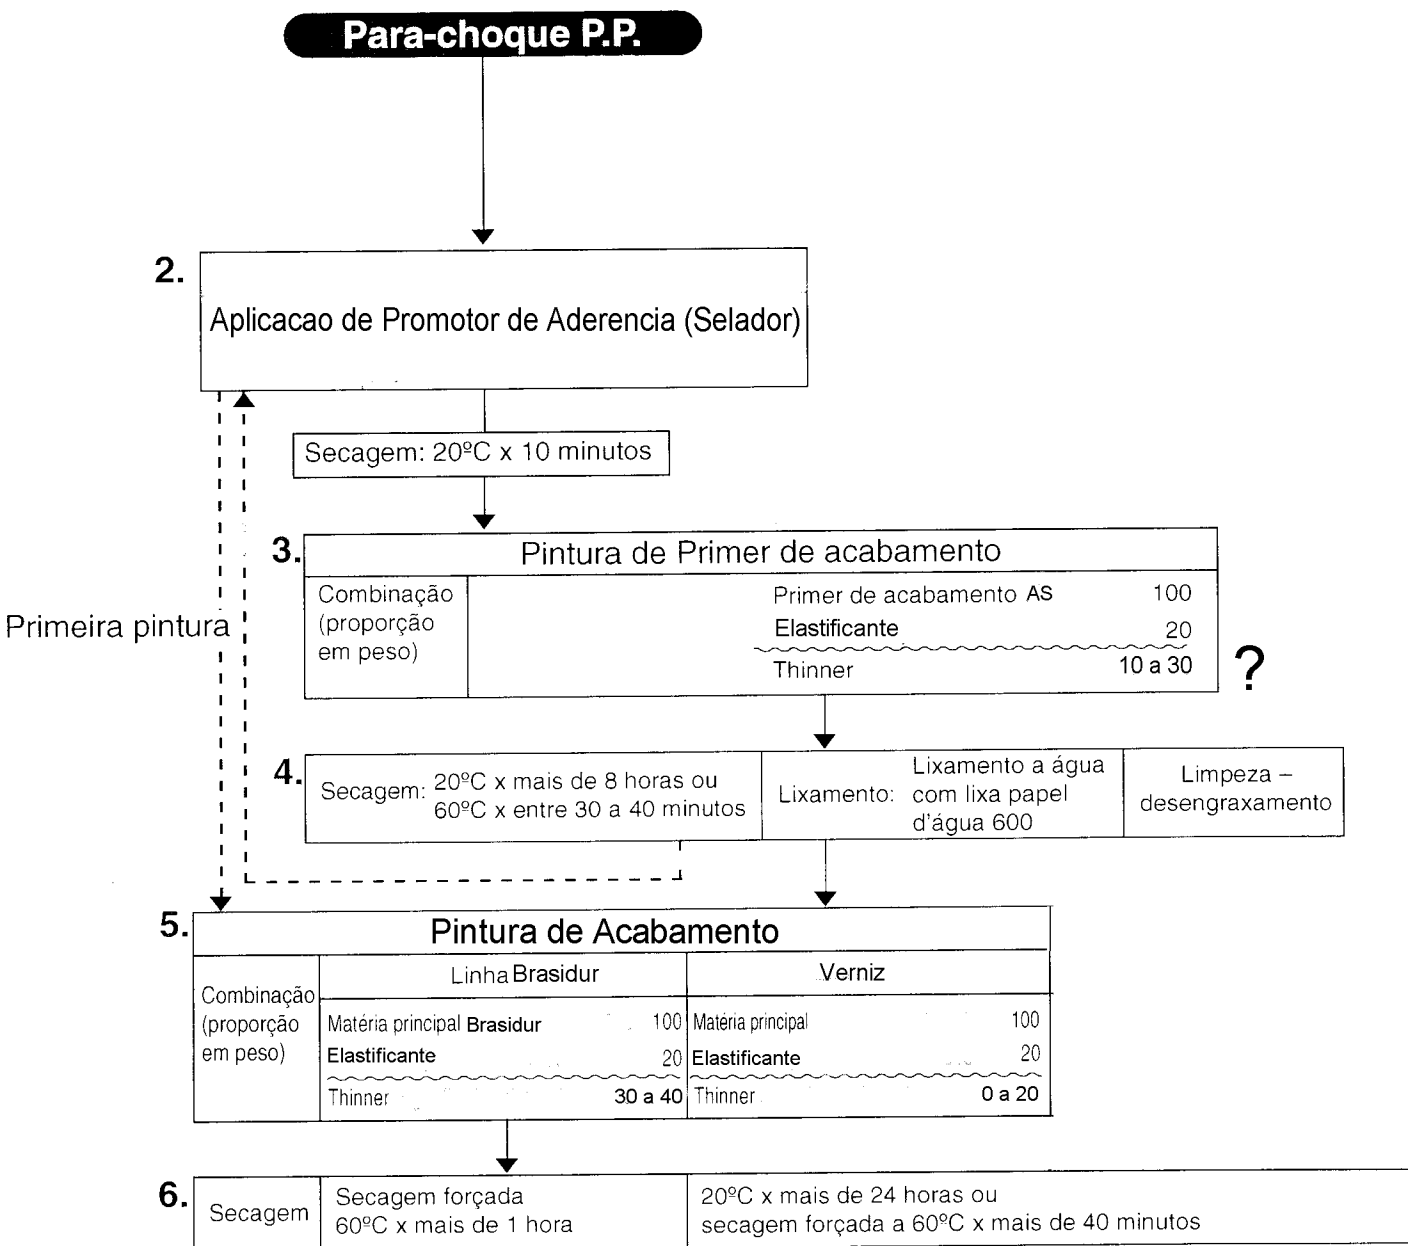 Para-choque P.P.
2.
Aplicacao de Promotor de Aderencia (Selador)
Secagem: 20ºC x 10 minutos
3.
Pintura de Primer de acabamento
Combinação
(proporção
em peso)
Primer de acabamento AS 100
Elastificante 20
Thinner 10 a 30
?
Primeira pintura
4.
Secagem: 20ºC x mais de 8 horas ou
60ºC x entre 30 a 40 minutos
Lixamento: Lixamento a água
com lixa papel
d'água 600
Limpeza –
desengraxamento
5.
Pintura de Acabamento
Combinação
(proporção
em peso)
Linha Brasidur
Matéria principal Brasidur 100
Elastificante 20
Thinner 30 a 40
Verniz
Matéria principal 100
Elastificante 20
Thinner 0 a 20
6.
Secagem
Secagem forçada
60ºC x mais de 1 hora
20ºC x mais de 24 horas ou
secagem forçada a 60ºC x mais de 40 minutos